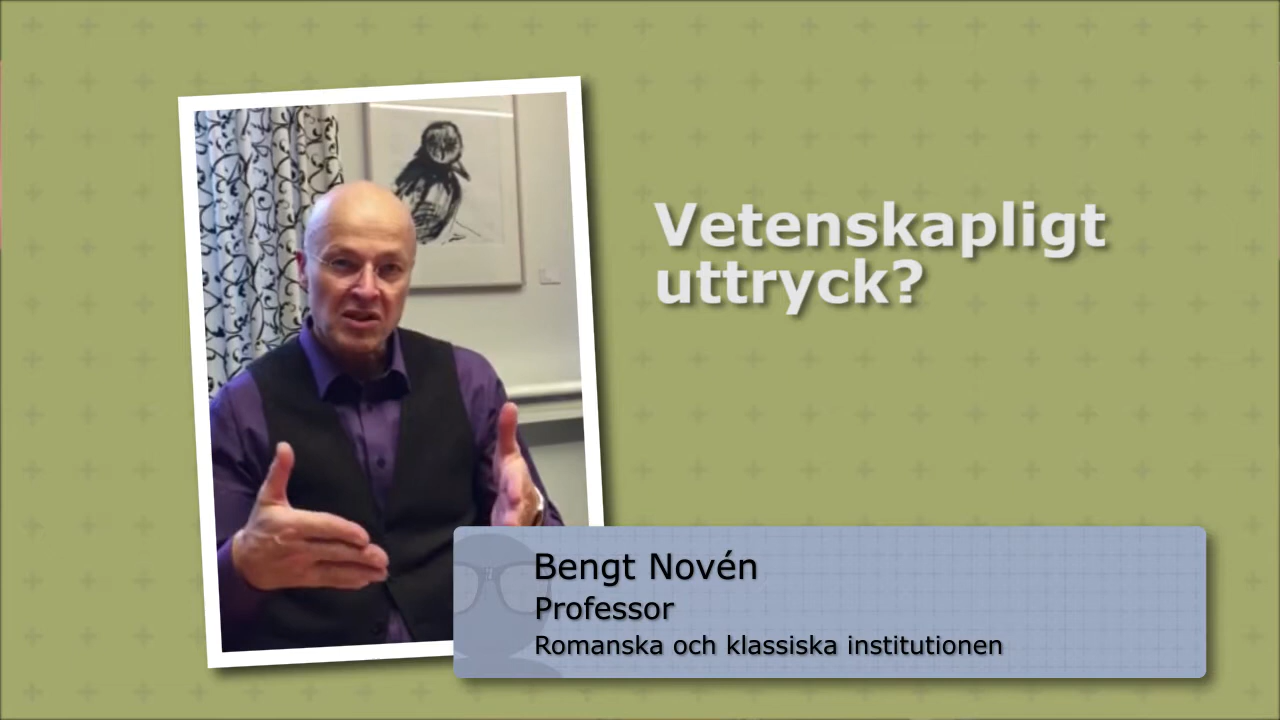 Vetenskapligt
uttryck?
Bengt Novén
Professor
Romanska och klassiska institutionen